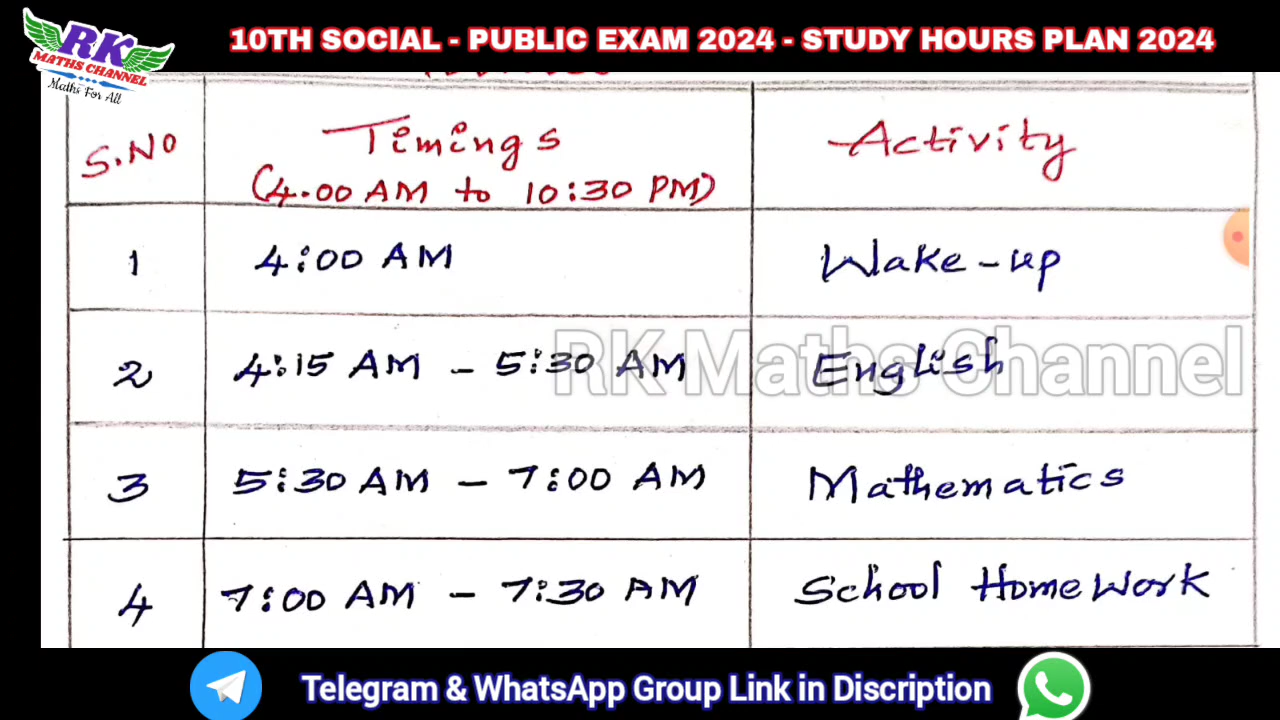 10TH SOCIAL - PUBLIC EXAM 2024 - STUDY HOURS PLAN 2024
RK
MATHS CHANNEL
Maths For All
S.NO Timings Activity
(4.00 AM to 10:30 PM)
1 4:00 AM Wake-up
2 4:15 AM - 5:30 AM English
RK Maths Channel
3 5:30 AM - 7:00 AM Mathematics
4 7:00 AM - 7:30 AM School HomeWork
Telegram & WhatsApp Group Link in Discription